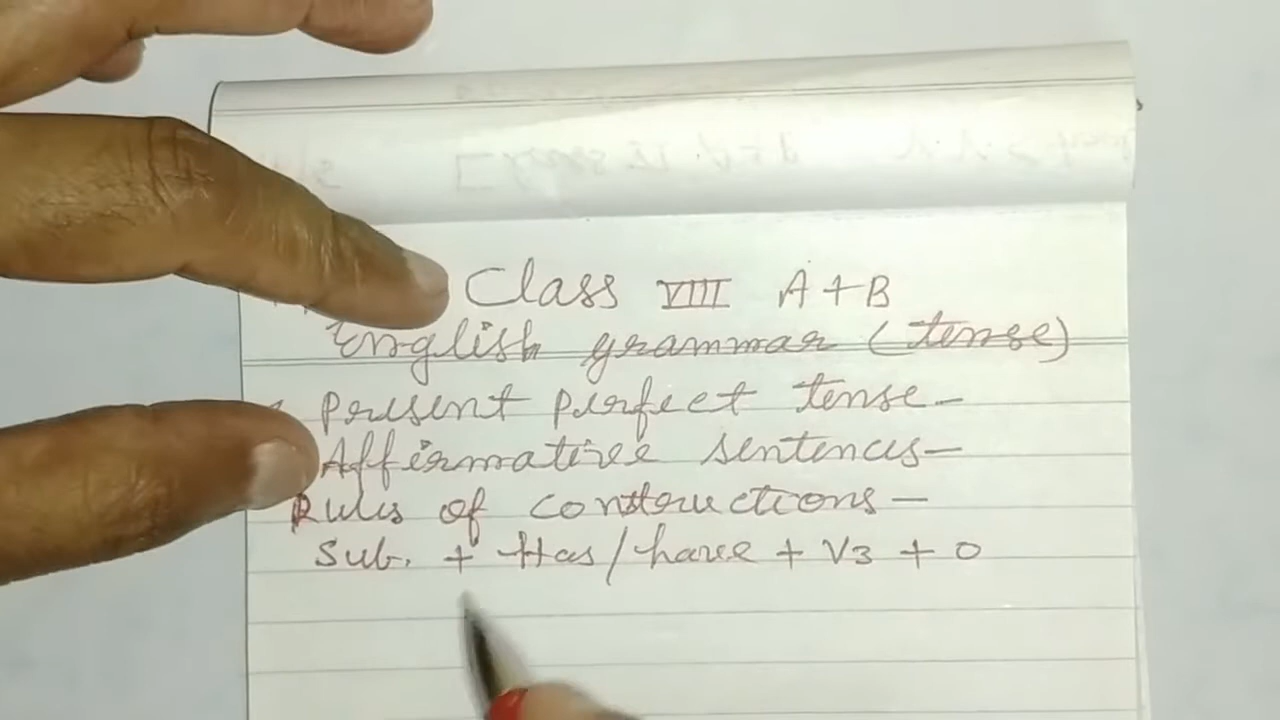 Class VIII A+B
English grammar (tense)
Present perfect tense-
Affirmative sentences-
Rules of constructions-
Sub. + Has/have + V3 + O